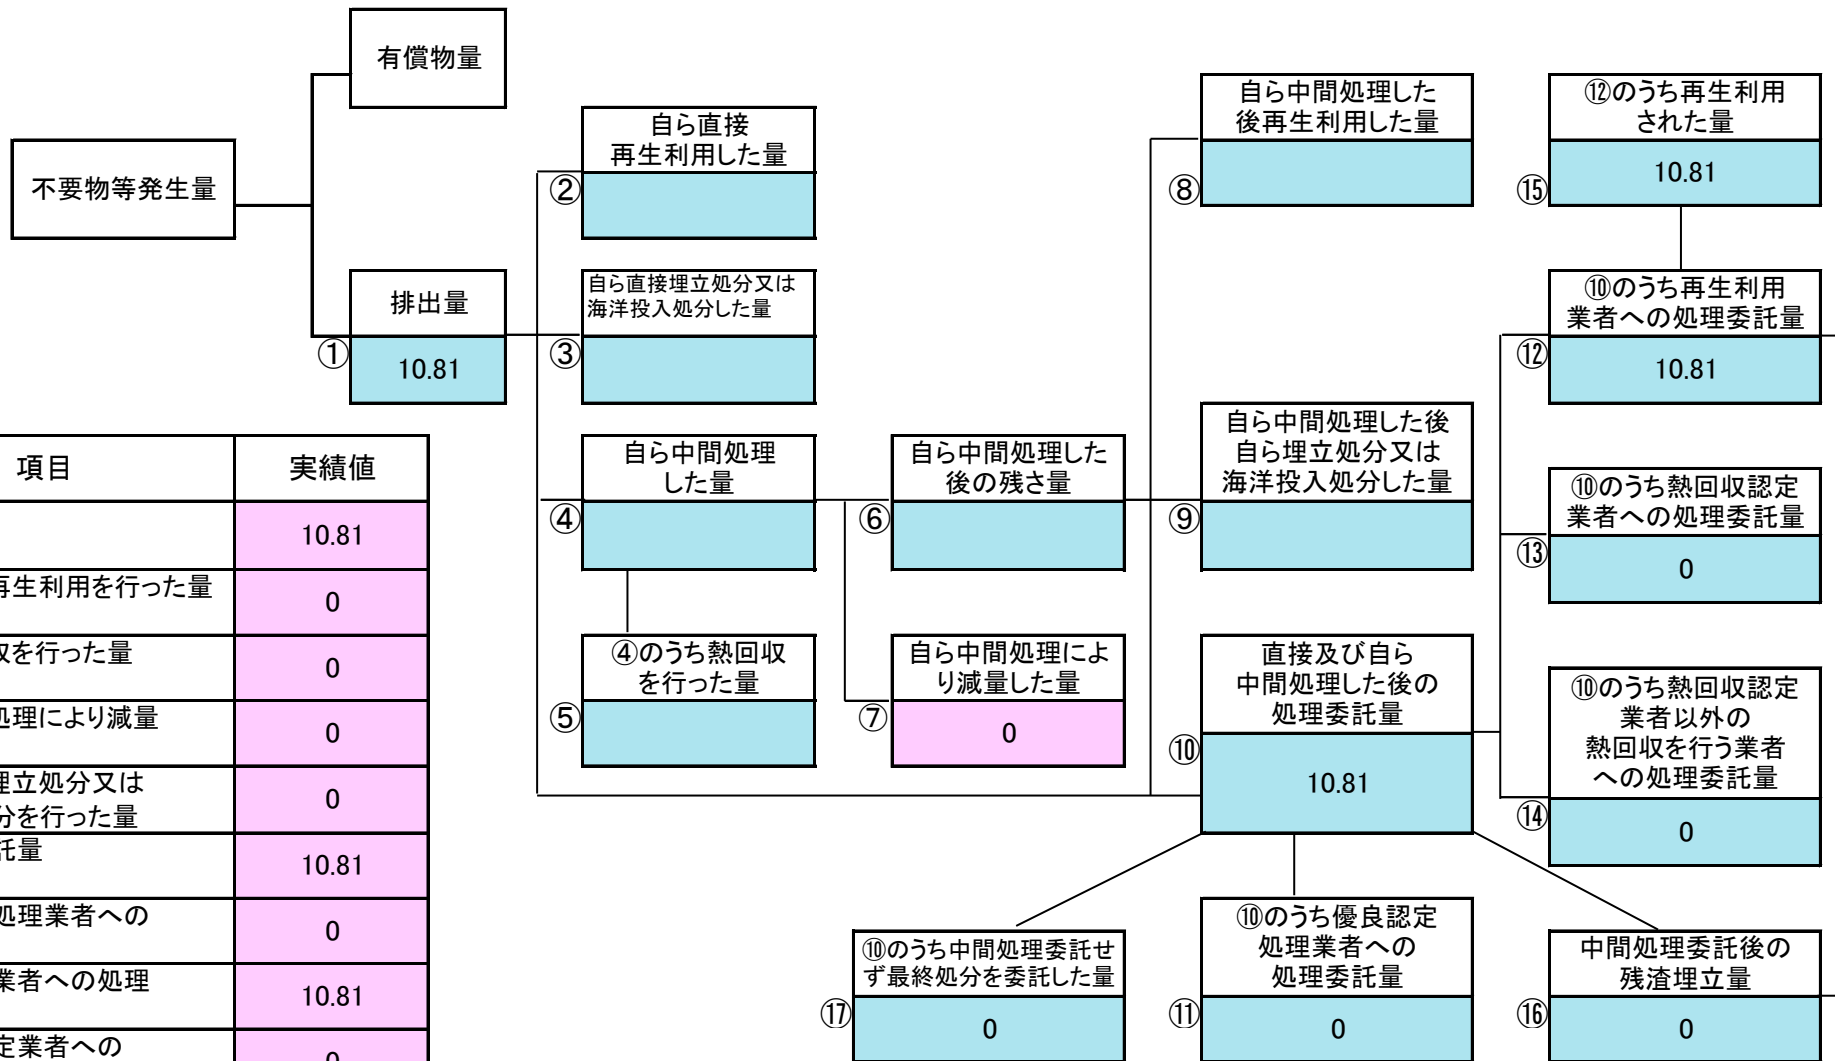 有償物量
不要物等発生量
排出量
①
10.81
自ら直接
再生利用した量
②
自ら直接埋立処分又は
海洋投入処分した量
③
自ら中間処理
した量
④
④のうち熱回収
を行った量
⑤
自ら中間処理した
後の残さ量
⑥
自ら中間処理によ
り減量した量
⑦
0
自ら中間処理した
後再生利用した量
⑧
自ら中間処理した後
自ら埋立処分又は
海洋投入処分した量
⑨
直接及び自ら
中間処理した後の
処理委託量
⑩
10.81
⑫のうち再生利用
された量
⑮
10.81
⑩のうち再生利用
業者への処理委託量
⑫
10.81
⑩のうち熱回収認定
業者への処理委託量
⑬
0
⑩のうち熱回収認定
業者以外の
熱回収を行う業者
への処理委託量
⑭
0
⑩のうち中間処理委託せ
ず最終処分を委託した量
⑰
0
⑩のうち優良認定
処理業者への
処理委託量
⑪
0
中間処理委託後の
残渣埋立量
⑯
0
項目 実績値
10.81
再生利用を行った量 0
を行った量 0
処理により減量 0
埋立処分又は
分を行った量 0
託量 10.81
処理業者への 0
業者への処理 10.81
定業者への